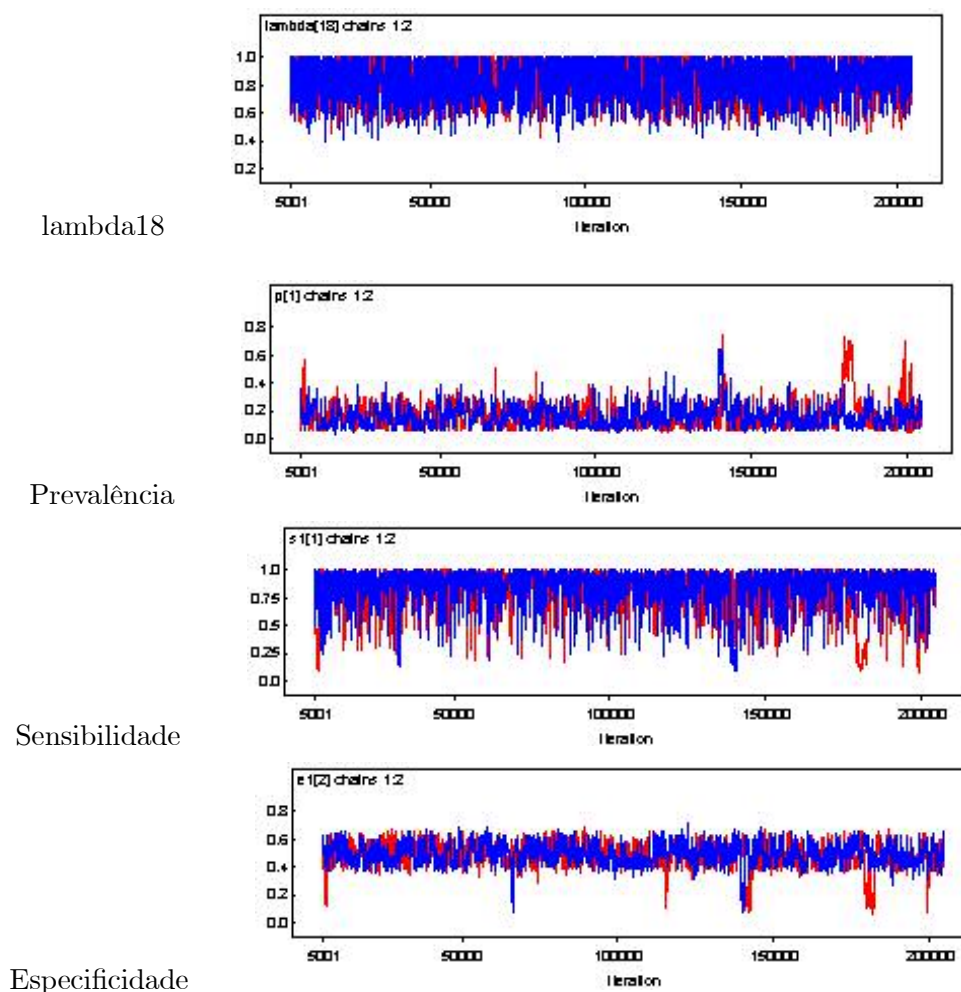 lambda[18] chains 1:2
1.0
0.8
0.6
0.4
0.2
5001 50000 100000 150000 200000
Iteration
lambda18
p[1] chains 1:2
0.8
0.6
0.4
0.2
0.0
5001 50000 100000 150000 200000
Iteration
Prevalência
s1[1] chains 1:2
1.0
0.75
0.5
0.25
0.0
5001 50000 100000 150000 200000
Iteration
Sensibilidade
e1[2] chains 1:2
0.8
0.6
0.4
0.2
0.0
5001 50000 100000 150000 200000
Iteration
Especificidade